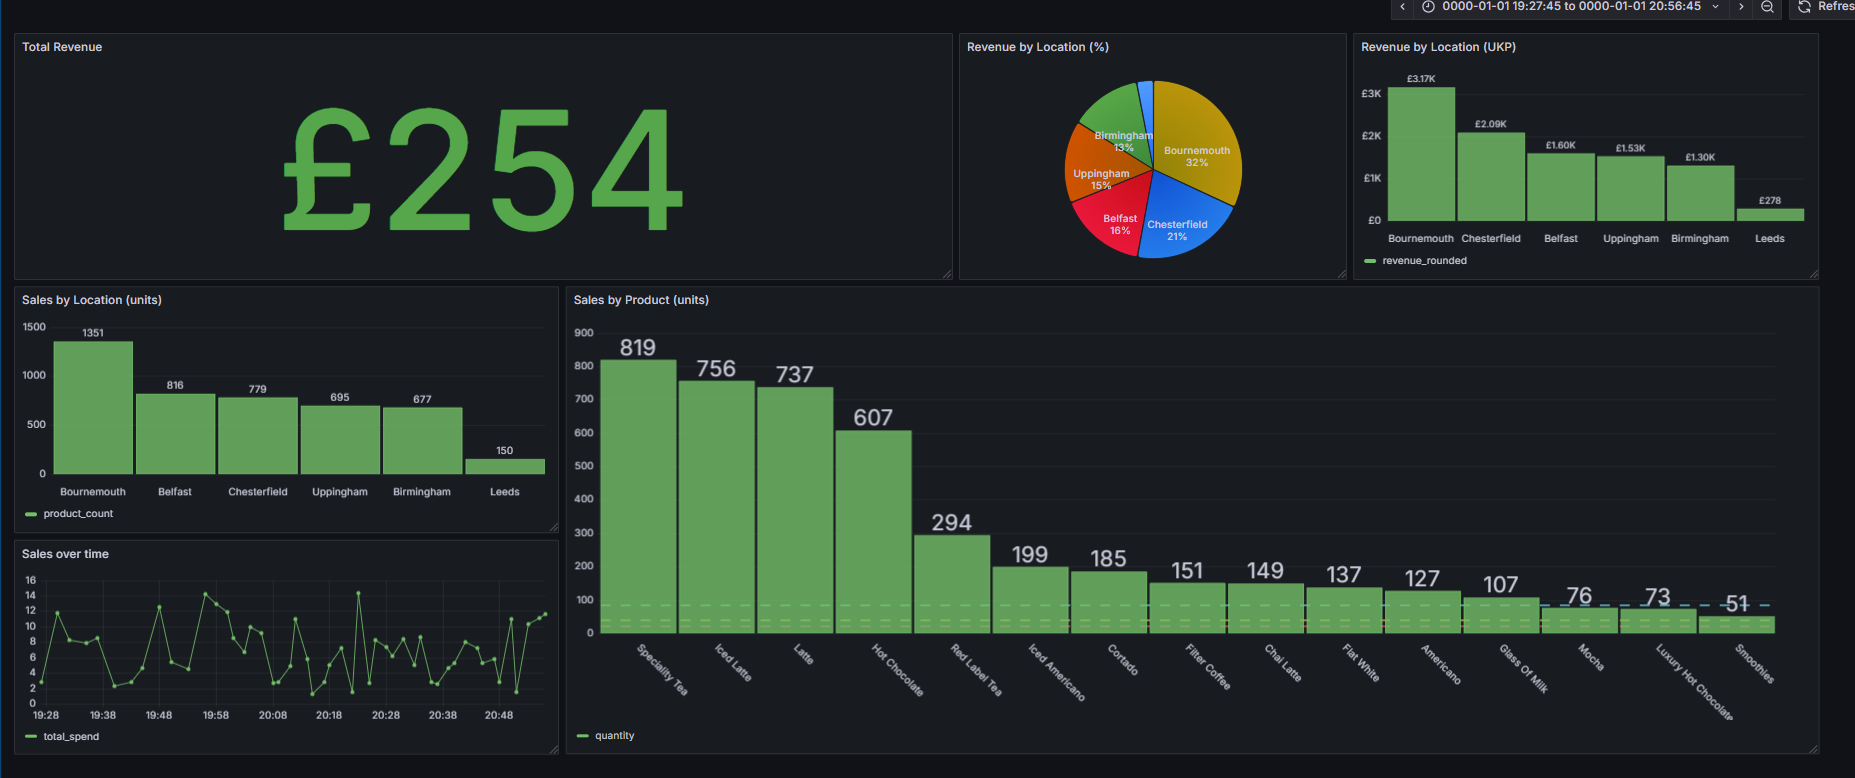 0000-01-01 19:27:45 to 0000-01-01 20:56:45
Refres
Total Revenue
£254
Revenue by Location (%)
Birmingham
13%
Bournemouth
32%
Uppingham
15%
Belfast
16%
Chesterfield
21%
Revenue by Location (UKP)
£3.17K
£3K
£2.09K
£2K
£1.60K
£1.53K
£1.30K
£1K
£278
£0
Bournemouth Chesterfield Belfast Uppingham Birmingham Leeds
revenue_rounded
Sales by Location (units)
1500
1351
1000
816
779
695
677
500
150
0
Bournemouth Belfast Chesterfield Uppingham Birmingham Leeds
product_count
Sales over time
16
14
12
10
8
6
4
2
0
19:28 19:38 19:48 19:58 20:08 20:18 20:28 20:38 20:48
total_spend
Sales by Product (units)
900
800
700
600
500
400
300
200
100
0
819
756
737
607
294
199
185
151
149
137
127
107
76
73
51
Speciality Tea
Iced Latte
Latte
Hot Chocolate
Red Label Tea
Iced Americano
Cortado
Filter Coffee
Chai Latte
Flat White
Americano
Glass Of Milk
Mocha
Luxury Hot Chocolate
Smoothies
quantity